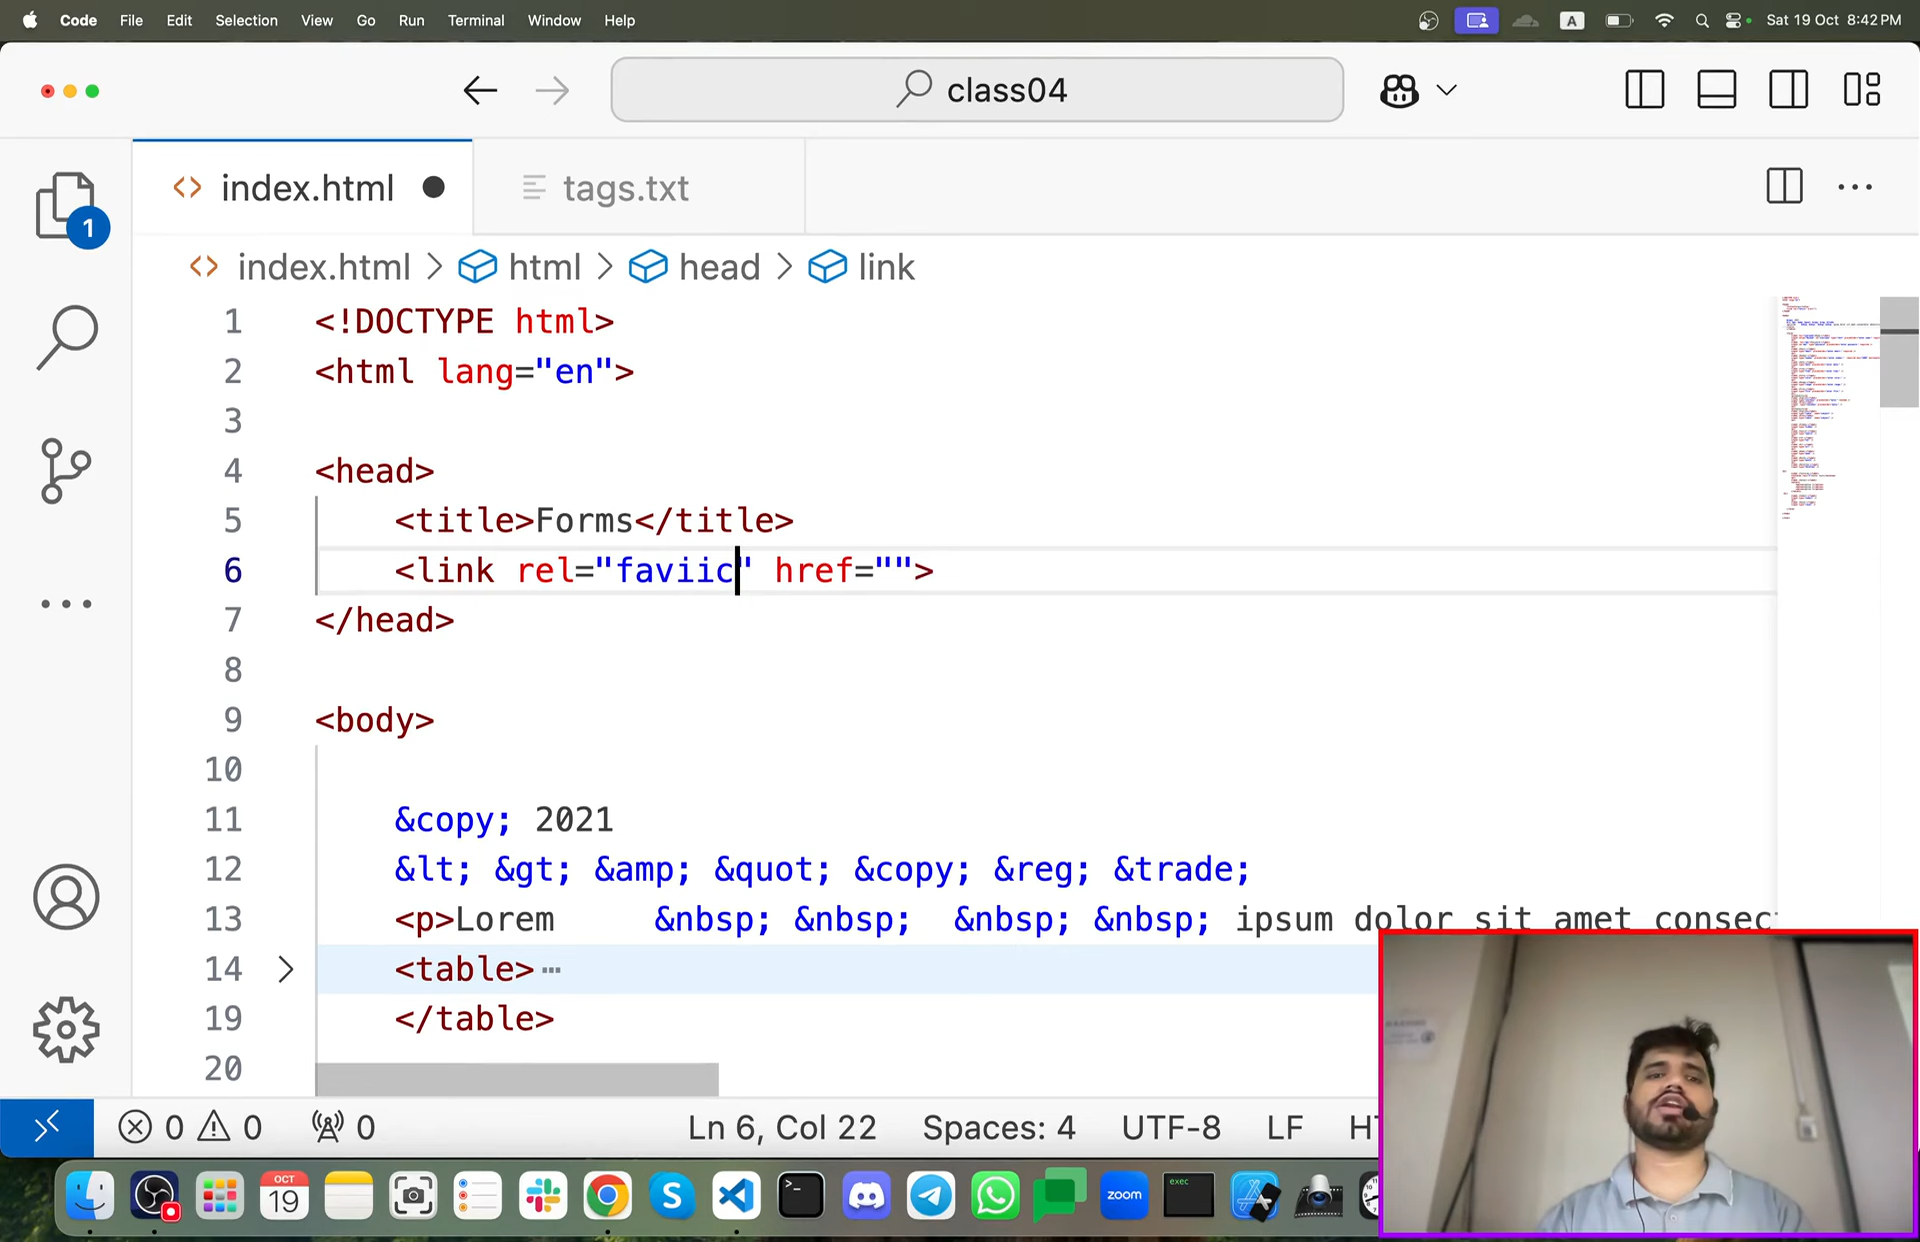 Code File Edit Selection View Go Run Terminal Window Help A Sat 19 Oct 8:42 PM
class04
index.html tags.txt
1
index.html > html > head > link
1 <!DOCTYPE html>
2 <html lang="en">
3
4 <head>
5 <title>Forms</title>
6 <link rel="faviic" href="">
7 </head>
8
9 <body>
10
11 &copy; 2021
12 &lt; &gt; &amp; &quot; &copy; &reg; &trade;
13 <p>Lorem &nbsp; &nbsp; &nbsp; &nbsp; ipsum dolor sit amet consec
14 <table>
19 </table>
20
0 0 0 Ln 6, Col 22 Spaces: 4 UTF-8 LF HT
OCT
19
zoom
exec